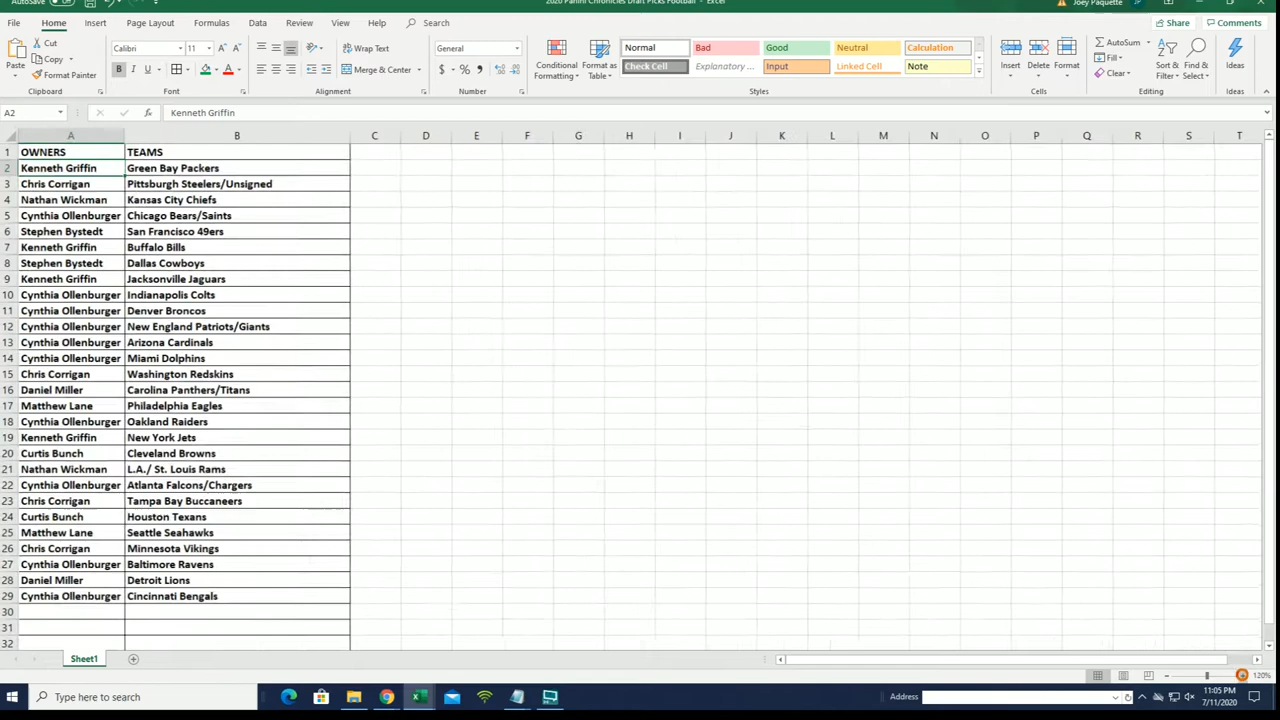 AutoSave
2020 Panini Chronicles Draft Picks Football - Excel
Joey Paquette
JP
File Home Insert Page Layout Formulas Data Review View Help Search
Share Comments
Paste
Cut
Copy
Format Painter
Clipboard
Calibri 11
B I U
Font
Wrap Text
Merge & Center
Alignment
General
$ % ,
Number
Conditional Formatting
Format as Table
Normal Bad Good Neutral Calculation
Check Cell Explanatory ... Input Linked Cell Note
Styles
Insert Delete Format
Cells
AutoSum
Fill
Clear
Sort & Filter
Find & Select
Editing
Ideas
Ideas
A2 fx Kenneth Griffin
A B C D E F G H I J K L M N O P Q R S T
1 OWNERS TEAMS
2 Kenneth Griffin Green Bay Packers
3 Chris Corrigan Pittsburgh Steelers/Unsigned
4 Nathan Wickman Kansas City Chiefs
5 Cynthia Ollenburger Chicago Bears/Saints
6 Stephen Bystedt San Francisco 49ers
7 Kenneth Griffin Buffalo Bills
8 Stephen Bystedt Dallas Cowboys
9 Kenneth Griffin Jacksonville Jaguars
10 Cynthia Ollenburger Indianapolis Colts
11 Cynthia Ollenburger Denver Broncos
12 Cynthia Ollenburger New England Patriots/Giants
13 Cynthia Ollenburger Arizona Cardinals
14 Cynthia Ollenburger Miami Dolphins
15 Chris Corrigan Washington Redskins
16 Daniel Miller Carolina Panthers/Titans
17 Matthew Lane Philadelphia Eagles
18 Cynthia Ollenburger Oakland Raiders
19 Kenneth Griffin New York Jets
20 Curtis Bunch Cleveland Browns
21 Nathan Wickman L.A./ St. Louis Rams
22 Cynthia Ollenburger Atlanta Falcons/Chargers
23 Chris Corrigan Tampa Bay Buccaneers
24 Curtis Bunch Houston Texans
25 Matthew Lane Seattle Seahawks
26 Chris Corrigan Minnesota Vikings
27 Cynthia Ollenburger Baltimore Ravens
28 Daniel Miller Detroit Lions
29 Cynthia Ollenburger Cincinnati Bengals
30
31
32
Sheet1
120%
Type here to search
Address
11:05 PM
7/11/2020